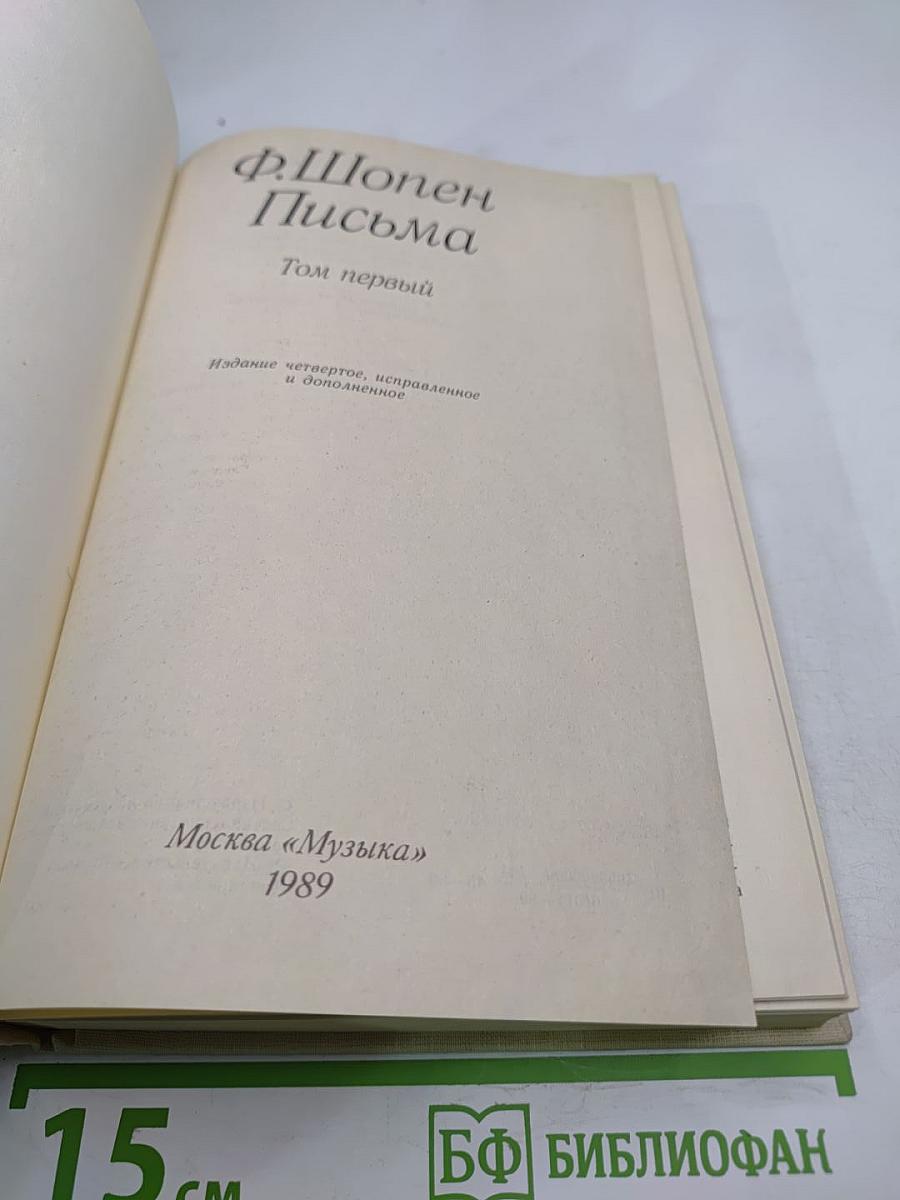 Ф. Шопен
Письма
Том первый
Издание четвертое, исправленное
и дополненное
Москва «Музыка»
1989
15 см
БФ БИБЛИОФАН